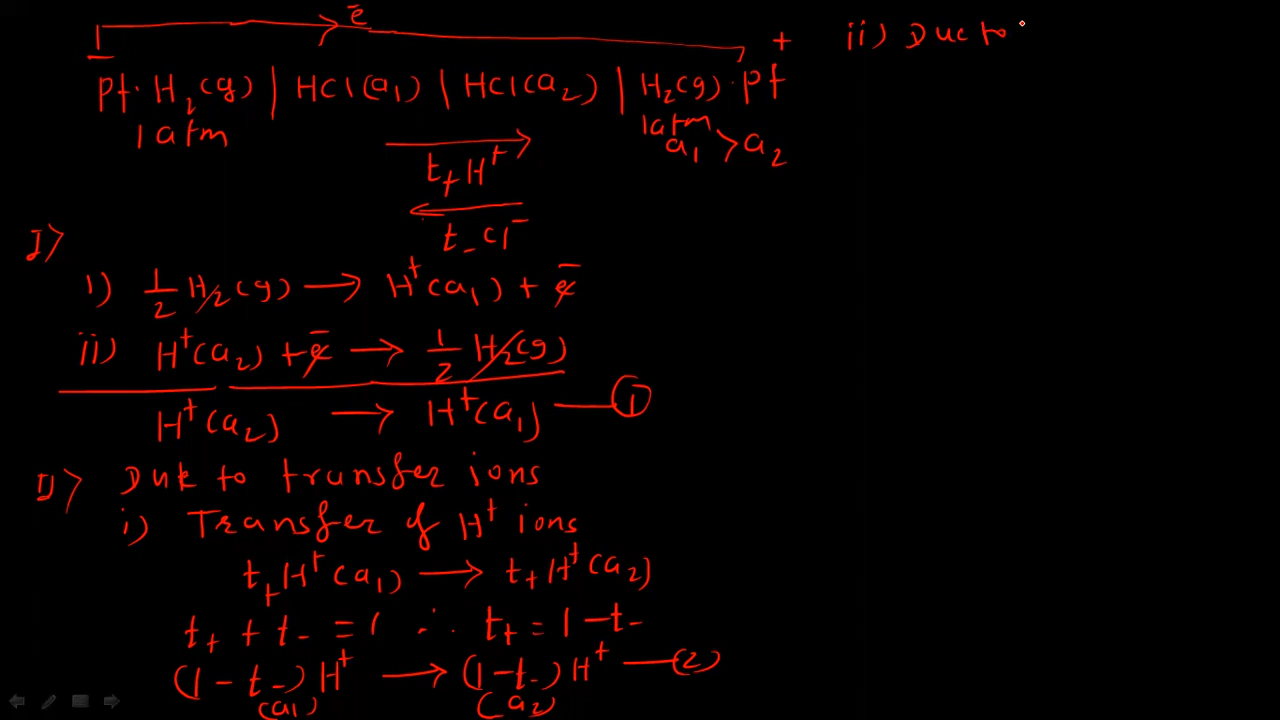 ē
+
Pt. H₂(g) | HCl(a₁) | HCl(a₂) | H₂(g). Pt
1 atm 1 atm
a₁ > a₂
t₊H⁺
t₋Cl⁻
I>
i) 1/2 H₂(g) → H⁺(a₁) + ē
ii) H⁺(a₂) + ē → 1/2 H₂(g)
H⁺(a₂) → H⁺(a₁) — ①
II> Due to transfer ions
i) Transfer of H⁺ ions
t₊H⁺(a₁) → t₊H⁺(a₂)
t₊ + t₋ = 1 ∴ t₊ = 1 - t₋
(1 - t₋) H⁺ → (1 - t₋) H⁺ — (2)
(a₁) (a₂)
ii) Due to